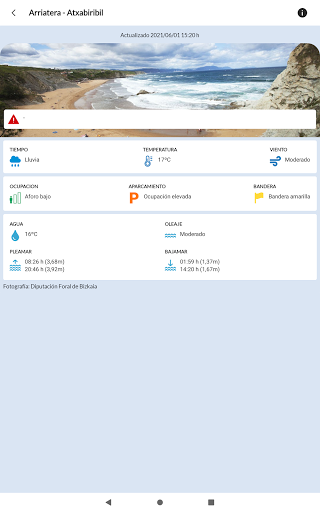 Arriatera - Atxabiribil
Actualizado 2021/06/01 15:20 h
TIEMPO
Lluvia
TEMPERATURA
17ºC
VIENTO
Moderado
OCUPACION
Aforo bajo
APARCAMIENTO
Ocupación elevada
BANDERA
Bandera amarilla
AGUA
16ºC
OLEAJE
Moderado
PLEAMAR
08:26 h (3,68m)
20:46 h (3,92m)
BAJAMAR
01:59 h (1,37m)
14:20 h (1,67m)
Fotografía: Diputación Foral de Bizkaia